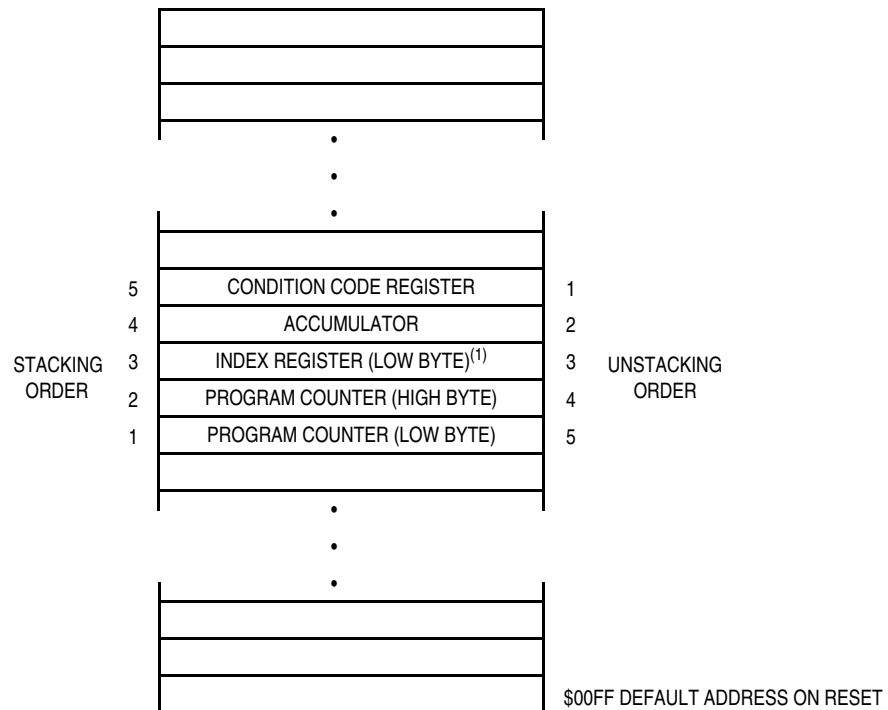 5 CONDITION CODE REGISTER 1
4 ACCUMULATOR 2
STACKING 3 INDEX REGISTER (LOW BYTE)(1) 3 UNSTACKING
ORDER 2 PROGRAM COUNTER (HIGH BYTE) 4 ORDER
1 PROGRAM COUNTER (LOW BYTE) 5
$00FF DEFAULT ADDRESS ON RESET